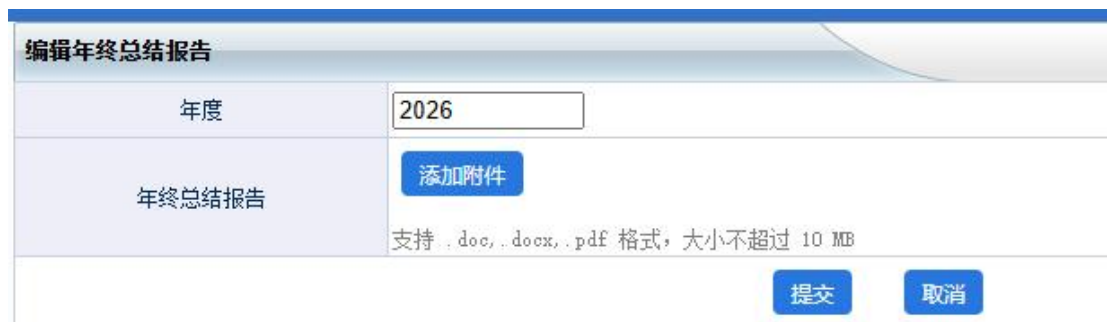 编辑年终总结报告
年度 2026
添加附件
年终总结报告
支持 .doc,.docx,.pdf 格式，大小不超过 10 MB
提交 取消